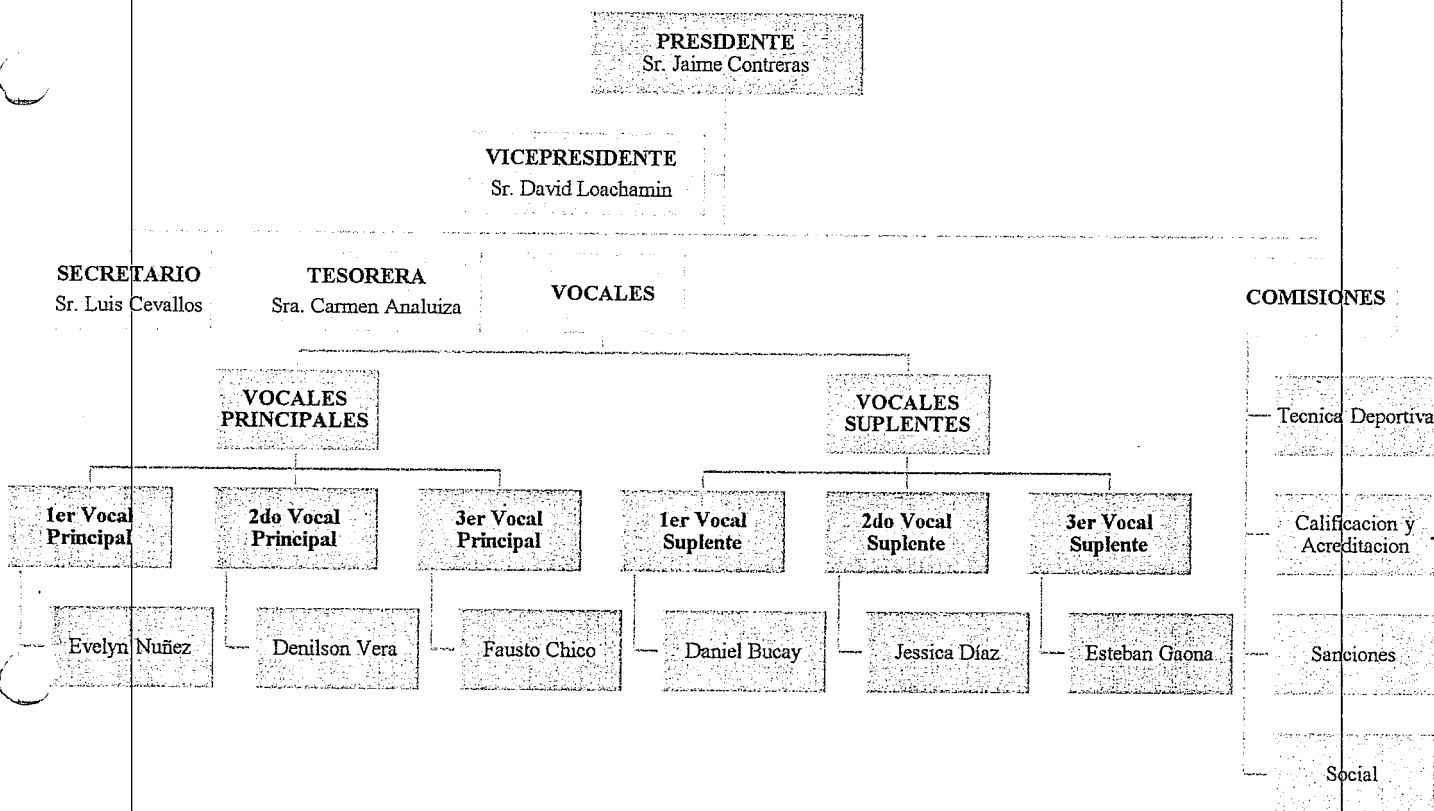 PRESIDENTE
Sr. Jaime Contreras
VICEPRESIDENTE
Sr. David Loachamin
SECRETARIO
Sr. Luis Cevallos
TESORERA
Sra. Carmen Analuiza
VOCALES
COMISIONES
VOCALES
PRINCIPALES
VOCALES
SUPLENTES
1er Vocal
Principal
2do Vocal
Principal
3er Vocal
Principal
1er Vocal
Suplente
2do Vocal
Suplente
3er Vocal
Suplente
Evelyn Nuñez
Denilson Vera
Fausto Chico
Daniel Bucay
Jessica Díaz
Esteban Gaona
Tecnica Deportiva
Calificacion y
Acreditacion
Sanciones
Social